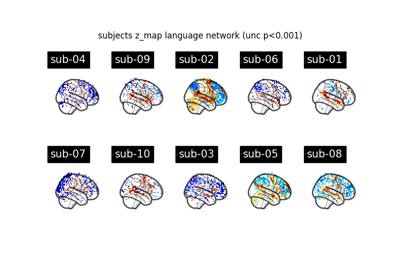 subjects z_map language network (unc p<0.001)
sub-04 sub-09 sub-02 sub-06 sub-01
sub-07 sub-10 sub-03 sub-05 sub-08